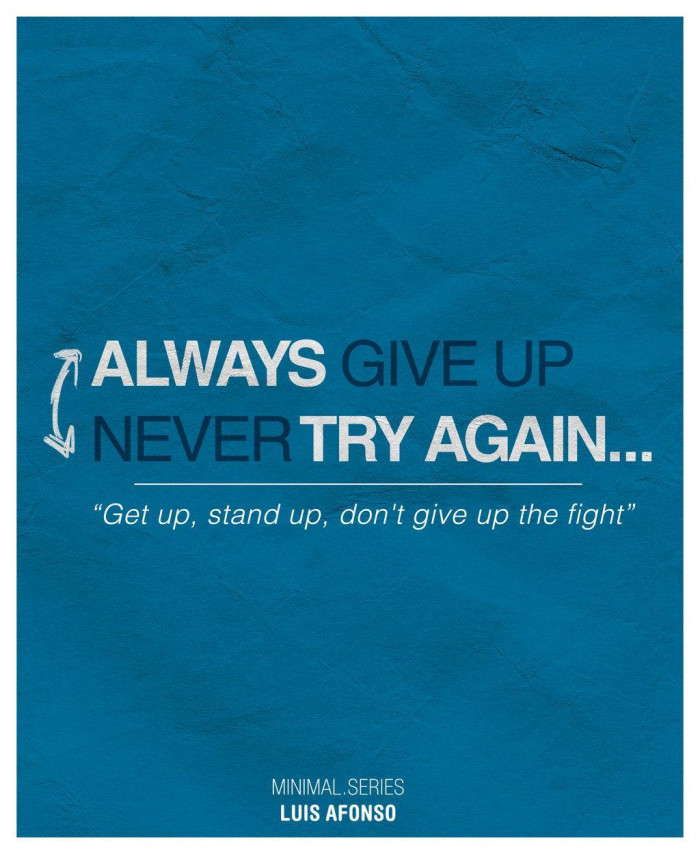 ALWAYS GIVE UP
NEVER TRY AGAIN...
“Get up, stand up, don't give up the fight”
MINIMAL.SERIES
LUIS AFONSO